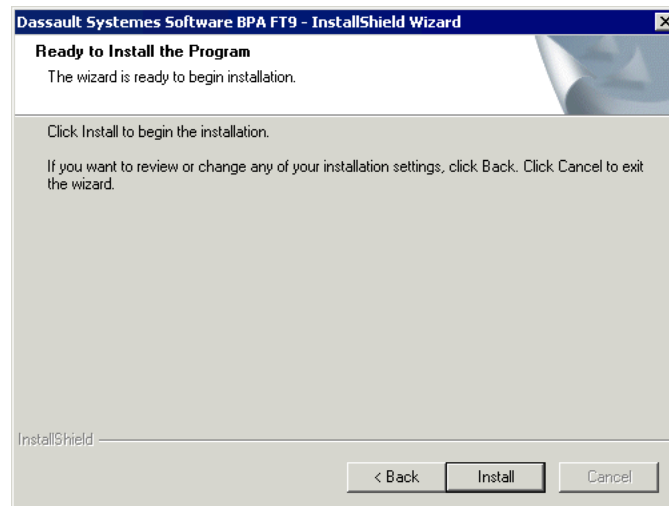 Dassault Systemes Software BPA FT9 - InstallShield Wizard
Ready to Install the Program
The wizard is ready to begin installation.
Click Install to begin the installation.
If you want to review or change any of your installation settings, click Back. Click Cancel to exit
the wizard.
InstallShield
< Back
Install
Cancel